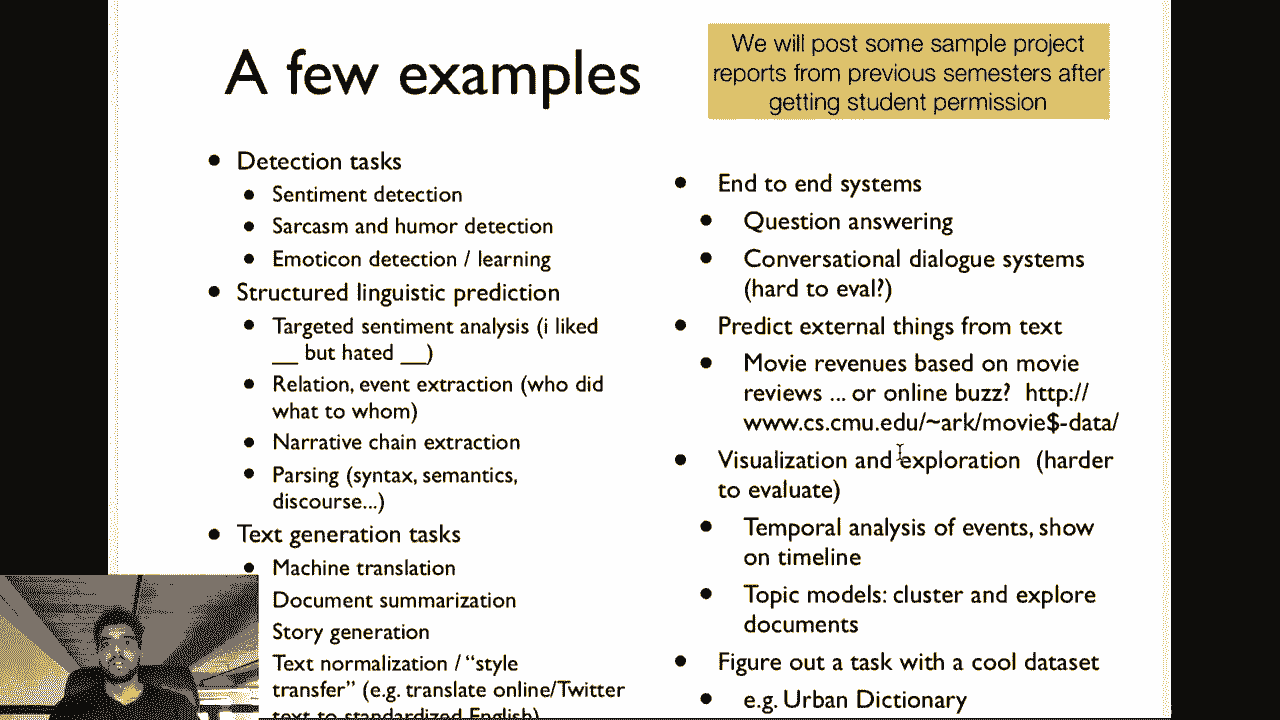 A few examples
We will post some sample project
reports from previous semesters after
getting student permission
• Detection tasks
• Sentiment detection
• Sarcasm and humor detection
• Emoticon detection / learning
• Structured linguistic prediction
• Targeted sentiment analysis (i liked
__ but hated __)
• Relation, event extraction (who did
what to whom)
• Narrative chain extraction
• Parsing (syntax, semantics,
discourse...)
• Text generation tasks
• Machine translation
Document summarization
Story generation
Text normalization / “style
transfer” (e.g. translate online/Twitter
text to standardized English)
• End to end systems
• Question answering
• Conversational dialogue systems
(hard to eval?)
• Predict external things from text
• Movie revenues based on movie
reviews ... or online buzz? http://
www.cs.cmu.edu/~ark/movie$-data/
• Visualization and exploration (harder
to evaluate)
• Temporal analysis of events, show
on timeline
• Topic models: cluster and explore
documents
• Figure out a task with a cool dataset
• e.g. Urban Dictionary